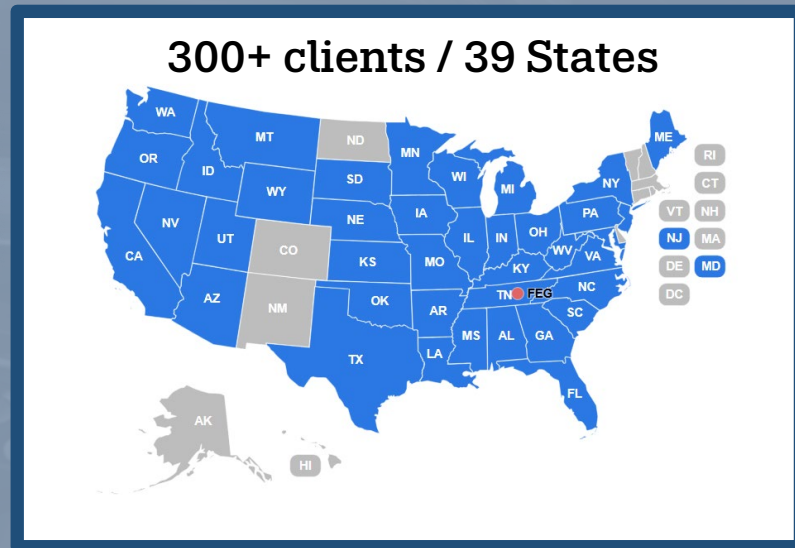 300+ clients / 39 States
WA
MT
ND
ME
OR
MN
RI
ID
SD
WI
MI
NY
CT
WY
VT
NH
NV
NE
IA
PA
IL
IN
OH
NJ
MA
UT
CO
CA
KS
MO
WV
VA
DE
MD
KY
NC
TN
FEG
DC
AZ
NM
OK
AR
SC
MS
AL
GA
LA
TX
FL
AK
HI